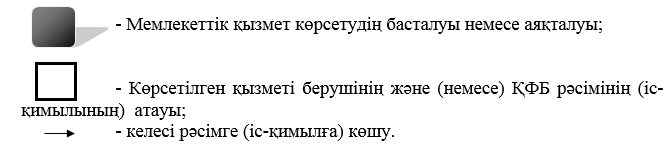 - Мемлекеттік қызмет көрсетудің басталуы немесе аяқталуы;
- Көрсетілген қызметі берушінің және (немесе) ҚФБ рәсімінің (іс-
қимылының) атауы;
- келесі рәсімге (іс-қимылға) көшу.